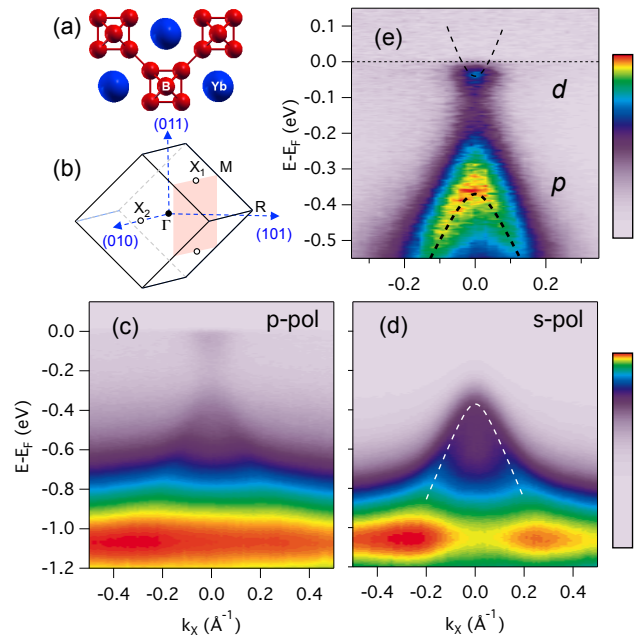 (a)
B
Yb
(b)
(011)
X1
M
X2
R
Γ
(010)
(101)
(e)
0.1
0.0
-0.1
-0.2
-0.3
-0.4
-0.5
E-EF (eV)
d
p
-0.2
0.0
0.2
(c)
p-pol
0.0
-0.2
-0.4
-0.6
-0.8
-1.0
-1.2
E-EF (eV)
-0.4
-0.2
0.0
0.2
0.4
kX (Å-1)
(d)
s-pol
-0.4
-0.2
0.0
0.2
0.4
kX (Å-1)